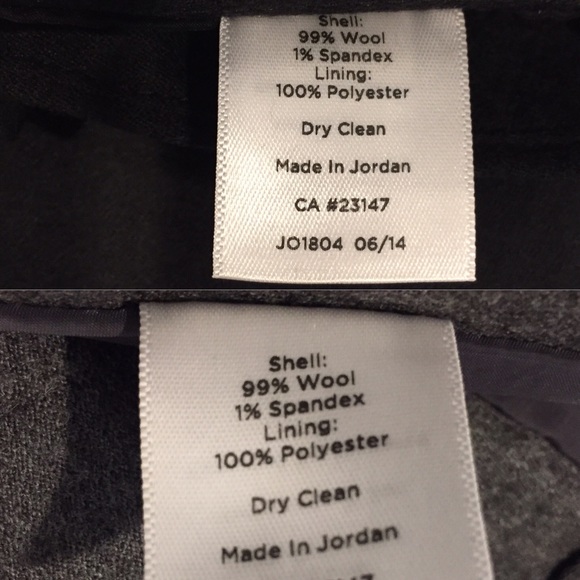 Shell:
99% Wool
1% Spandex
Lining:
100% Polyester
Dry Clean
Made In Jordan
CA #23147
JO1804 06/14
Shell:
99% Wool
1% Spandex
Lining:
100% Polyester
Dry Clean
Made In Jordan